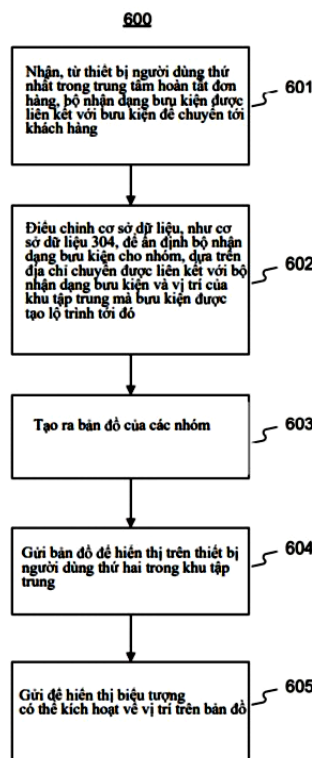 600
Nhận, từ thiết bị người dùng thứ
nhất trong trung tâm hoàn tất đơn
hàng, bộ nhận dạng bưu kiện được
liên kết với bưu kiện để chuyển tới
khách hàng
601
Điều chỉnh cơ sở dữ liệu, như cơ
sở dữ liệu 304, để ấn định bộ nhận
dạng bưu kiện cho nhóm, dựa trên
địa chỉ chuyển được liên kết với bộ
nhận dạng bưu kiện và vị trí của
khu tập trung mà bưu kiện được
tạo lộ trình tới đó
602
Tạo ra bản đồ của các nhóm
603
Gửi bản đồ để hiển thị trên thiết bị
người dùng thứ hai trong khu tập
trung
604
Gửi để hiển thị biểu tượng
có thể kích hoạt về vị trí trên bản đồ
605